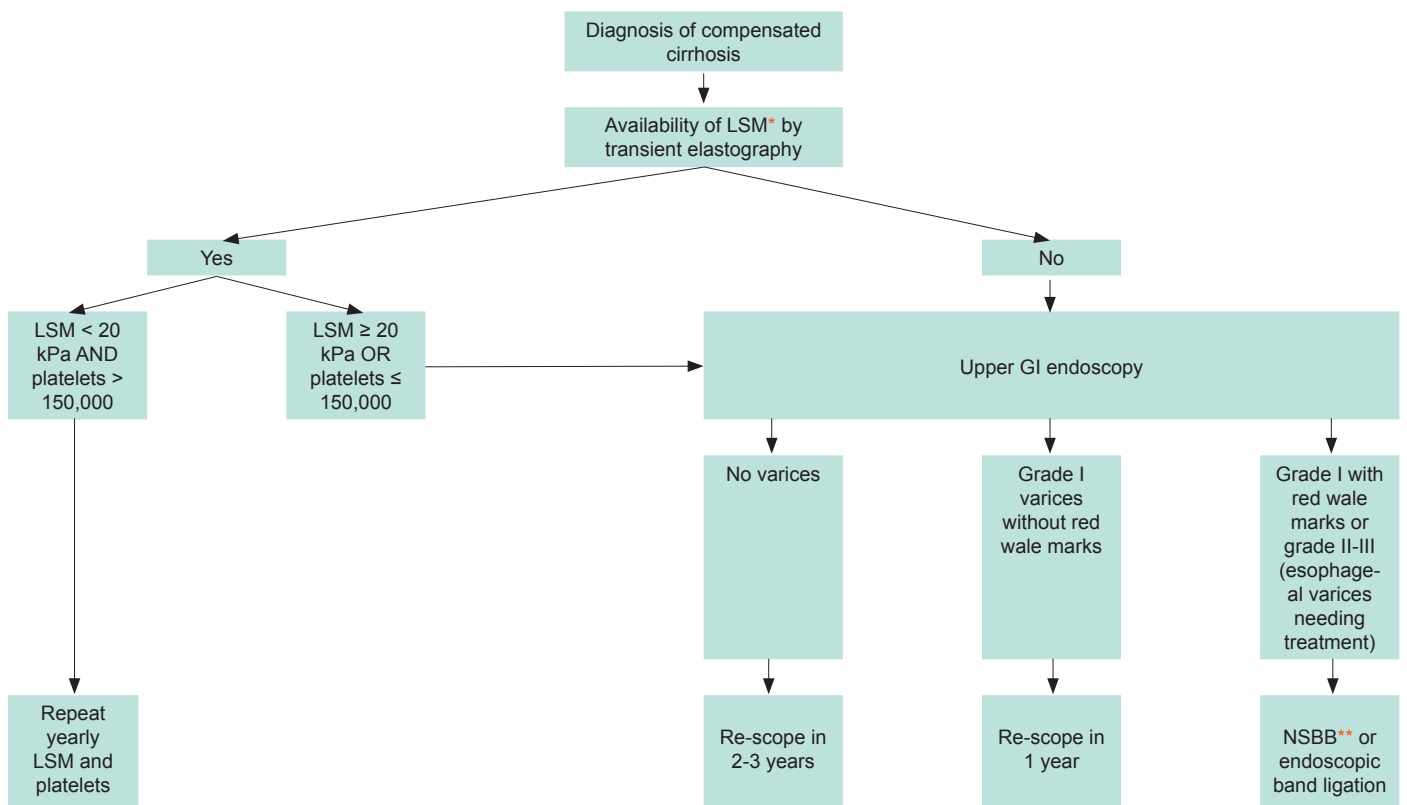 Diagnosis of compensated
cirrhosis
Availability of LSM* by
transient elastography
Yes
No
LSM < 20
kPa AND
platelets >
150,000
LSM ≥ 20
kPa OR
platelets ≤
150,000
Upper GI endoscopy
No varices
Grade I
varices
without red
wale marks
Grade I with
red wale
marks or
grade II-III
(esophage-
al varices
needing
treatment)
Repeat
yearly
LSM and
platelets
Re-scope in
2-3 years
Re-scope in
1 year
NSBB** or
endoscopic
band ligation